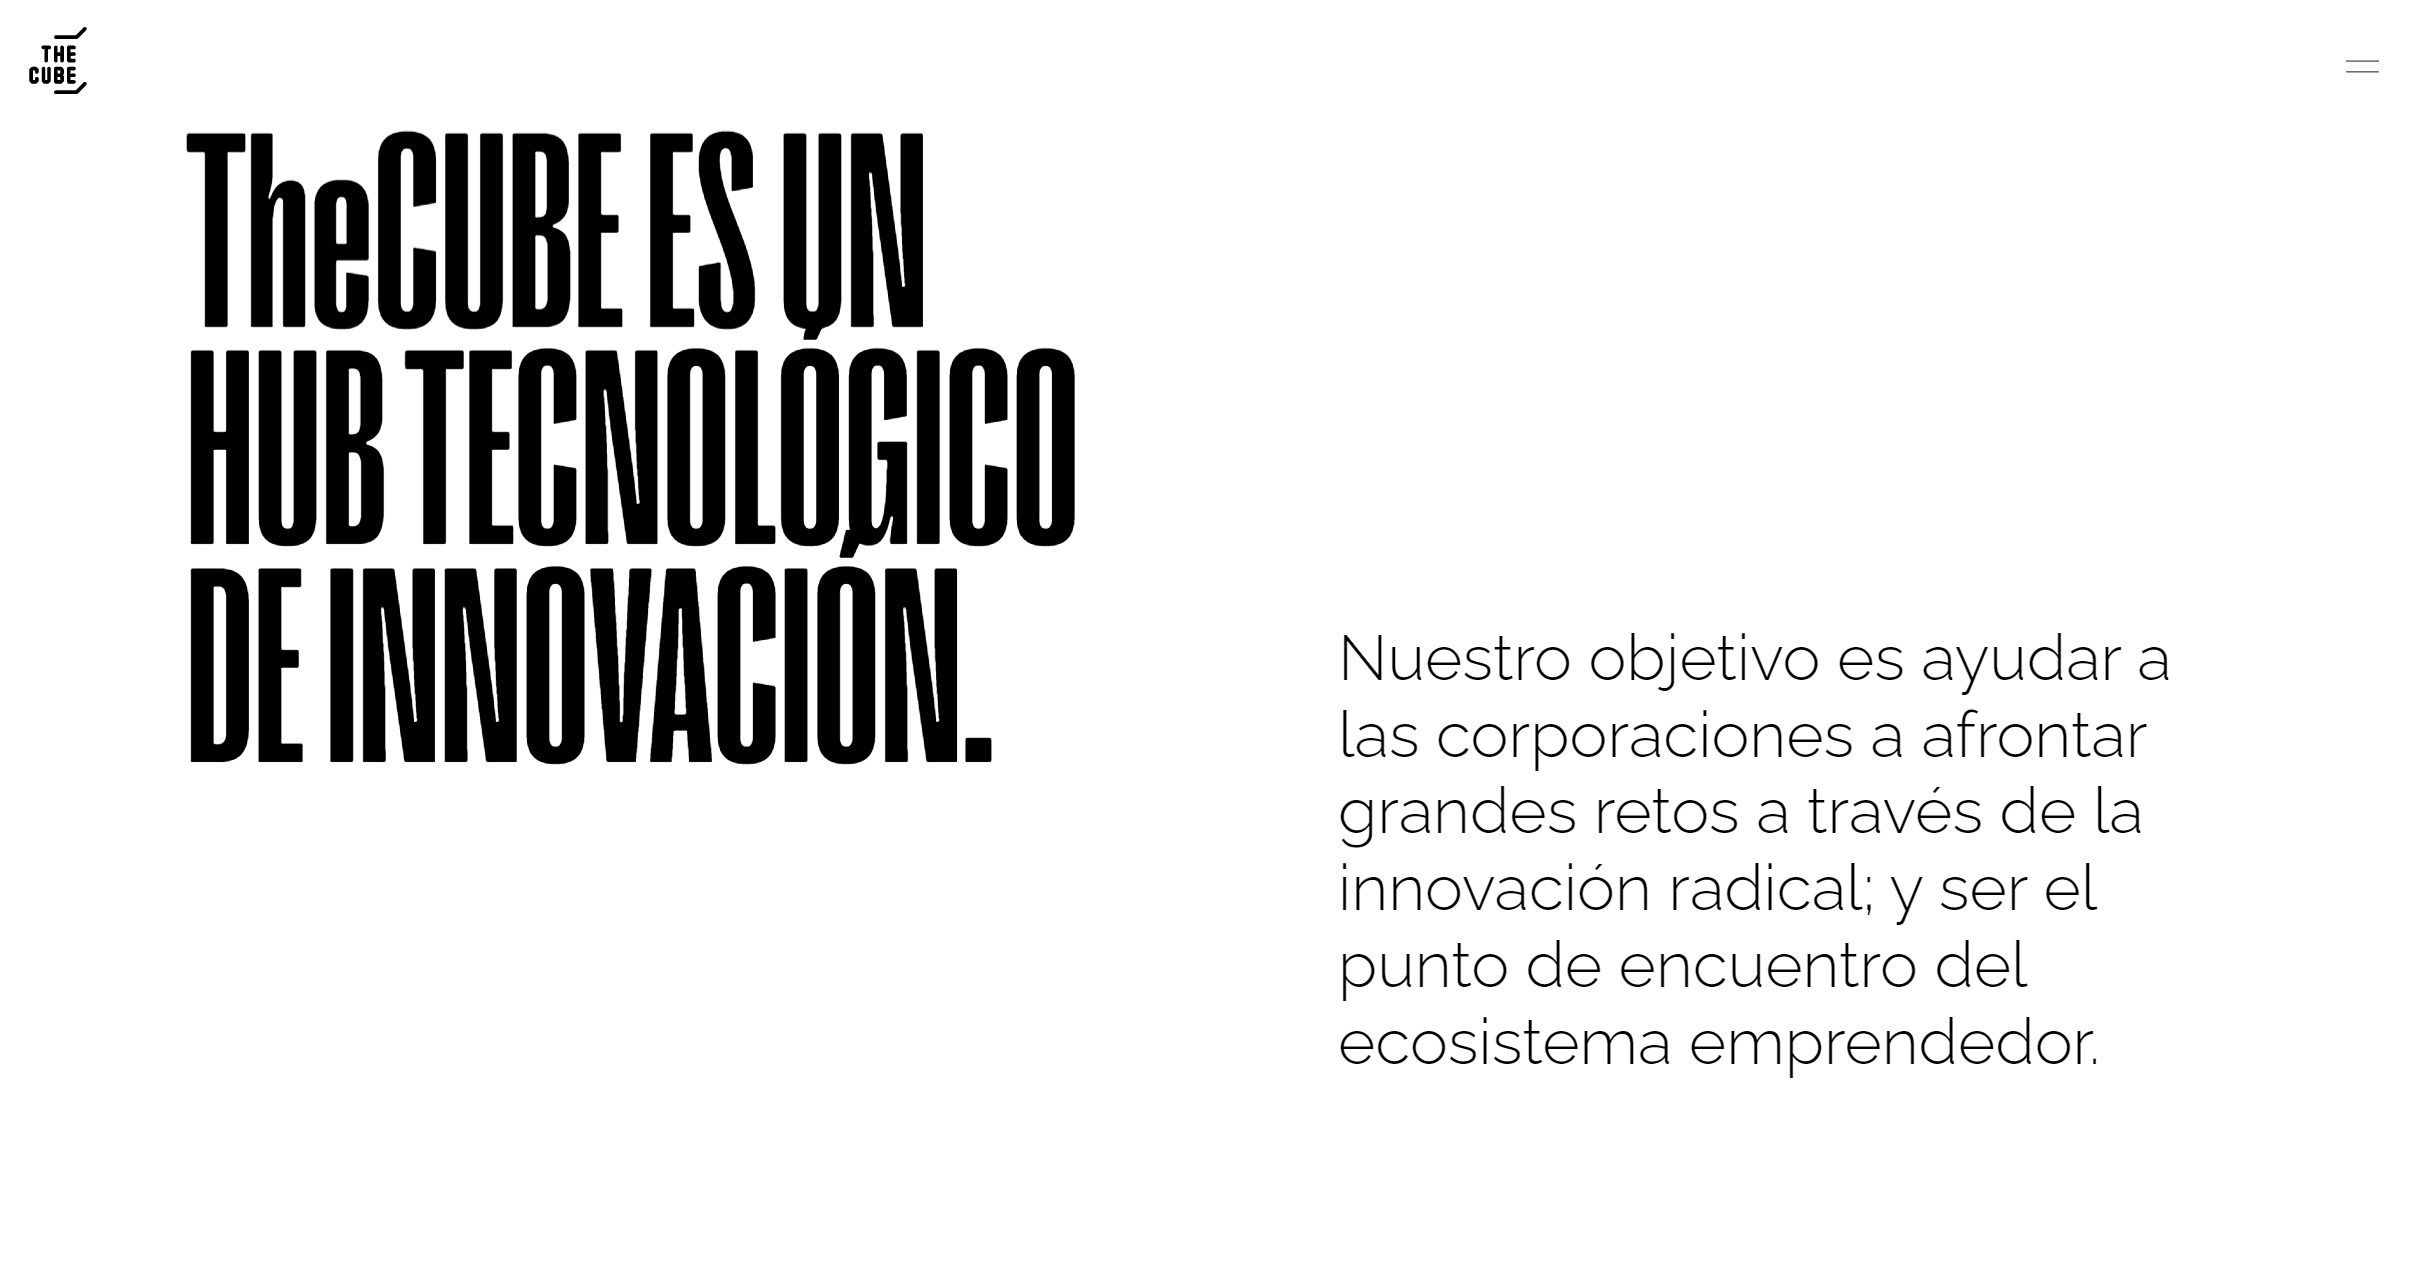 THE
CUBE
TheCUBE ES UN
HUB TECNOLÓGICO
DE INNOVACIÓN.
Nuestro objetivo es ayudar a
las corporaciones a afrontar
grandes retos a través de la
innovación radical; y ser el
punto de encuentro del
ecosistema emprendedor.